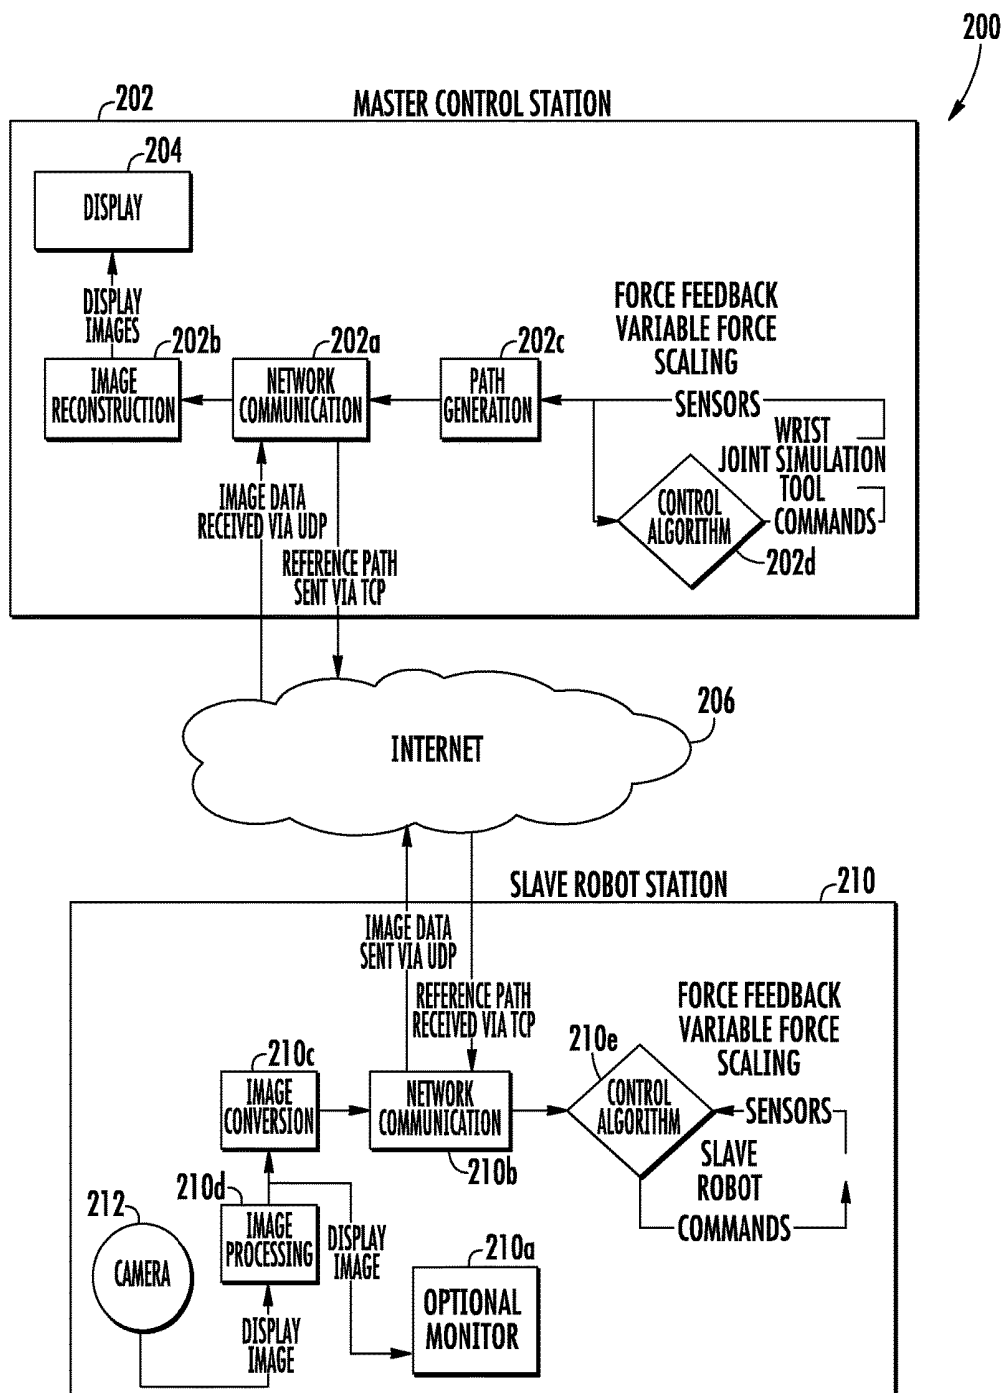 200
202
MASTER CONTROL STATION
204
DISPLAY
DISPLAY
IMAGES
202b
IMAGE
RECONSTRUCTION
202a
NETWORK
COMMUNICATION
202c
PATH
GENERATION
FORCE FEEDBACK
VARIABLE FORCE
SCALING
SENSORS
WRIST
JOINT SIMULATION
TOOL
COMMANDS
CONTROL
ALGORITHM
202d
IMAGE DATA
RECEIVED VIA UDP
REFERENCE PATH
SENT VIA TCP
INTERNET
206
SLAVE ROBOT STATION
210
IMAGE DATA
SENT VIA UDP
REFERENCE PATH
RECEIVED VIA TCP
FORCE FEEDBACK
VARIABLE FORCE
SCALING
210c
IMAGE
CONVERSION
NETWORK
COMMUNICATION
210b
210e
CONTROL
ALGORITHM
SENSORS
SLAVE
ROBOT
COMMANDS
210d
IMAGE
PROCESSING
212
CAMERA
DISPLAY
IMAGE
DISPLAY
IMAGE
210a
OPTIONAL
MONITOR